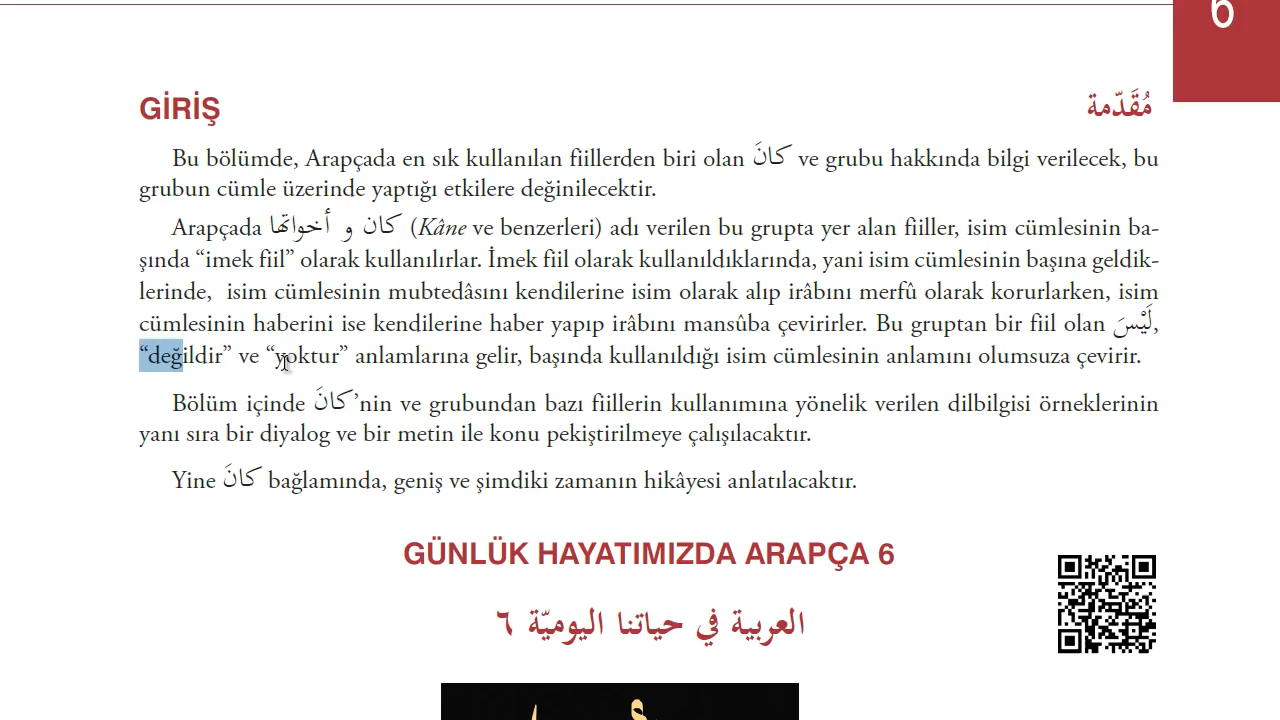 6
GİRİŞ
مُقَدّمة
Bu bölümde, Arapçada en sık kullanılan fiillerden biri olan كانَ ve grubu hakkında bilgi verilecek, bu
grubun cümle üzerinde yaptığı etkilere değinilecektir.
Arapçada كان و أخواتها (Kâne ve benzerleri) adı verilen bu grupta yer alan fiiller, isim cümlesinin ba-
şında “imek fiil” olarak kullanılırlar. İmek fiil olarak kullanıldıklarında, yani isim cümlesinin başına geldik-
lerinde, isim cümlesinin mubtedâsını kendilerine isim olarak alıp irâbını merfû olarak korurlarken, isim
cümlesinin haberini ise kendilerine haber yapıp irâbını mansûba çevirirler. Bu gruptan bir fiil olan لَيْسَ,
“değildir” ve “yoktur” anlamlarına gelir, başında kullanıldığı isim cümlesinin anlamını olumsuza çevirir.
Bölüm içinde كانَ’nin ve grubundan bazı fiillerin kullanımına yönelik verilen dilbilgisi örneklerinin
yanı sıra bir diyalog ve bir metin ile konu pekiştirilmeye çalışılacaktır.
Yine كانَ bağlamında, geniş ve şimdiki zamanın hikâyesi anlatılacaktır.
GÜNLÜK HAYATIMIZDA ARAPÇA 6
العربية في حياتنا اليوميّة ٦